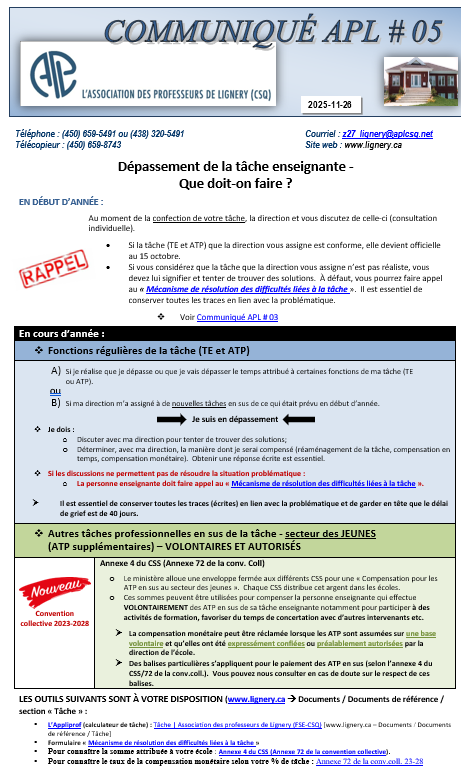 COMMUNIQUÉ APL # 05
APL
L'ASSOCIATION DES PROFESSEURS DE LIGNERY (CSQ)
2025-11-26
Téléphone : (450) 659-5491 ou (438) 320-5491
Courriel : z27_lignery@aplcsq.net
Télécopieur : (450) 659-8743
Site web : www.lignery.ca
Dépassement de la tâche enseignante -
Que doit-on faire ?
EN DÉBUT D'ANNÉE :
Au moment de la confection de votre tâche, la direction et vous discutez de celle-ci (consultation
individuelle).
RAPPEL
• Si la tâche (TE et ATP) que la direction vous assigne est conforme, elle devient officielle
au 15 octobre.
• Si vous considérez que la tâche que la direction vous assigne n'est pas réaliste, vous
devez lui signifier et tenter de trouver des solutions. À défaut, vous pourrez faire appel
au « Mécanisme de résolution des difficultés liées à la tâche ». Il est essentiel de
conserver toutes les traces en lien avec la problématique.
❖ Voir Communiqué APL # 03
En cours d'année :
❖ Fonctions régulières de la tâche (TE et ATP)
A) Si je réalise que je dépasse ou que je vais dépasser le temps attribué à certaines fonctions de ma tâche (TE
ou ATP).
ou
B) Si ma direction m'a assigné à de nouvelles tâches en sus de ce qui était prévu en début d'année.
Je suis en dépassement
❖ Je dois :
o Discuter avec ma direction pour tenter de trouver des solutions;
o Déterminer, avec ma direction, la manière dont je serai compensé (réaménagement de la tâche, compensation en
temps, compensation monétaire). Obtenir une réponse écrite est essentiel.
❖ Si les discussions ne permettent pas de résoudre la situation problématique :
o La personne enseignante doit faire appel au « Mécanisme de résolution des difficultés liées à la tâche ».
➢ Il est essentiel de conserver toutes les traces (écrites) en lien avec la problématique et de garder en tête que le délai
de grief est de 40 jours.
❖ Autres tâches professionnelles en sus de la tâche - secteur des JEUNES
(ATP supplémentaires) – VOLONTAIRES ET AUTORISÉS
Nouveau
Convention
collective 2023-2028
Annexe 4 du CSS (Annexe 72 de la conv. Coll)
o Le ministère alloue une enveloppe fermée aux différents CSS pour une « Compensation pour les
ATP en sus au secteur des jeunes ». Chaque CSS distribue cet argent dans les écoles.
o Ces sommes peuvent être utilisées pour compenser la personne enseignante qui effectue
VOLONTAIREMENT des ATP en sus de sa tâche enseignante notamment pour participer à des
activités de formation, favoriser du temps de concertation avec d'autres intervenants etc.
➢ La compensation monétaire peut être réclamée lorsque les ATP sont assumées sur une base
volontaire et qu'elles ont été expressément confiées ou préalablement autorisées par la
direction de l'école.
➢ Des balises particulières s'appliquent pour le paiement des ATP en sus (selon l'annexe 4 du
CSS/72 de la conv.coll.). Vous pouvez nous consulter en cas de doute sur le respect de ces
balises.
LES OUTILS SUIVANTS SONT À VOTRE DISPOSITION (www.lignery.ca → Documents / Documents de référence /
section « Tâche » :
• L'Appliprof (calculateur de tâche) : Tâche | Association des professeurs de Lignery (FSE-CSQ) [www.lignery.ca – Documents / Documents
de référence / Tâche]
• Formulaire « Mécanisme de résolution des difficultés liées à la tâche »
• Pour connaître la somme attribuée à votre école : Annexe 4 du CSS (Annexe 72 de la convention collective).
• Pour connaître le taux de la compensation monétaire selon votre % de tâche : Annexe 72 de la conv.coll. 23-28